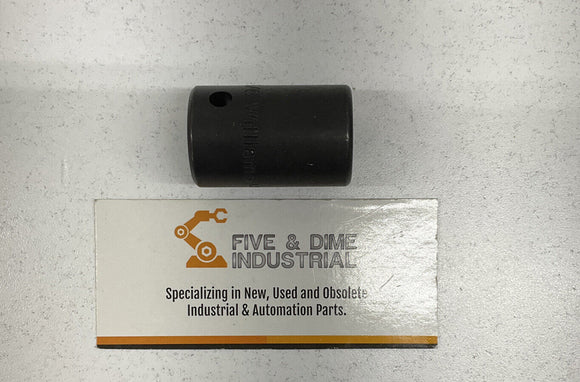 FIVE & DIME
INDUSTRIAL
Specializing in New, Used and Obsolete
Industrial & Automation Parts.